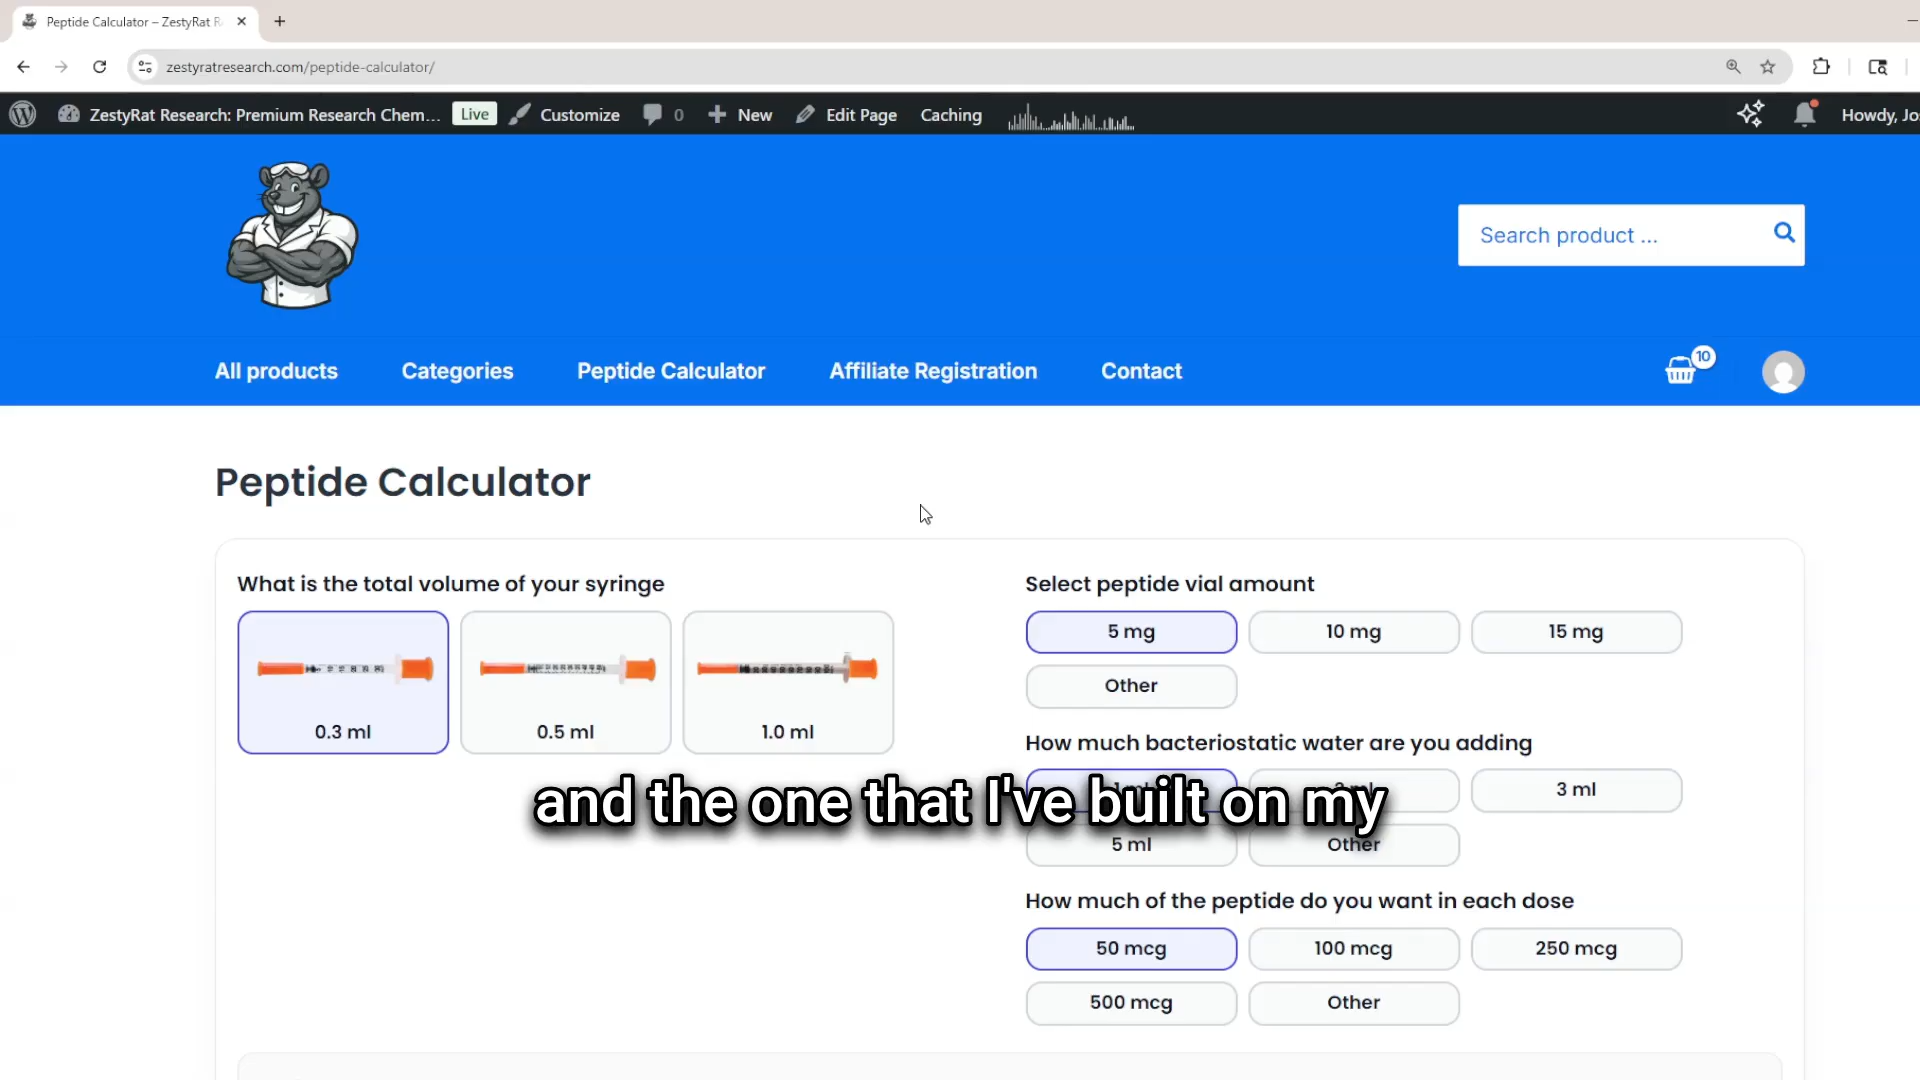 Peptide Calculator – ZestyRat R
zestyratresearch.com/peptide-calculator/
ZestyRat Research: Premium Research Chem... Live Customize 0 New Edit Page Caching Howdy, Jos
Search product ...
All products Categories Peptide Calculator Affiliate Registration Contact 10
Peptide Calculator
What is the total volume of your syringe
0.3 ml 0.5 ml 1.0 ml
Select peptide vial amount
5 mg 10 mg 15 mg
Other
How much bacteriostatic water are you adding
3 ml
5 ml Other
and the one that I've built on my
How much of the peptide do you want in each dose
50 mcg 100 mcg 250 mcg
500 mcg Other